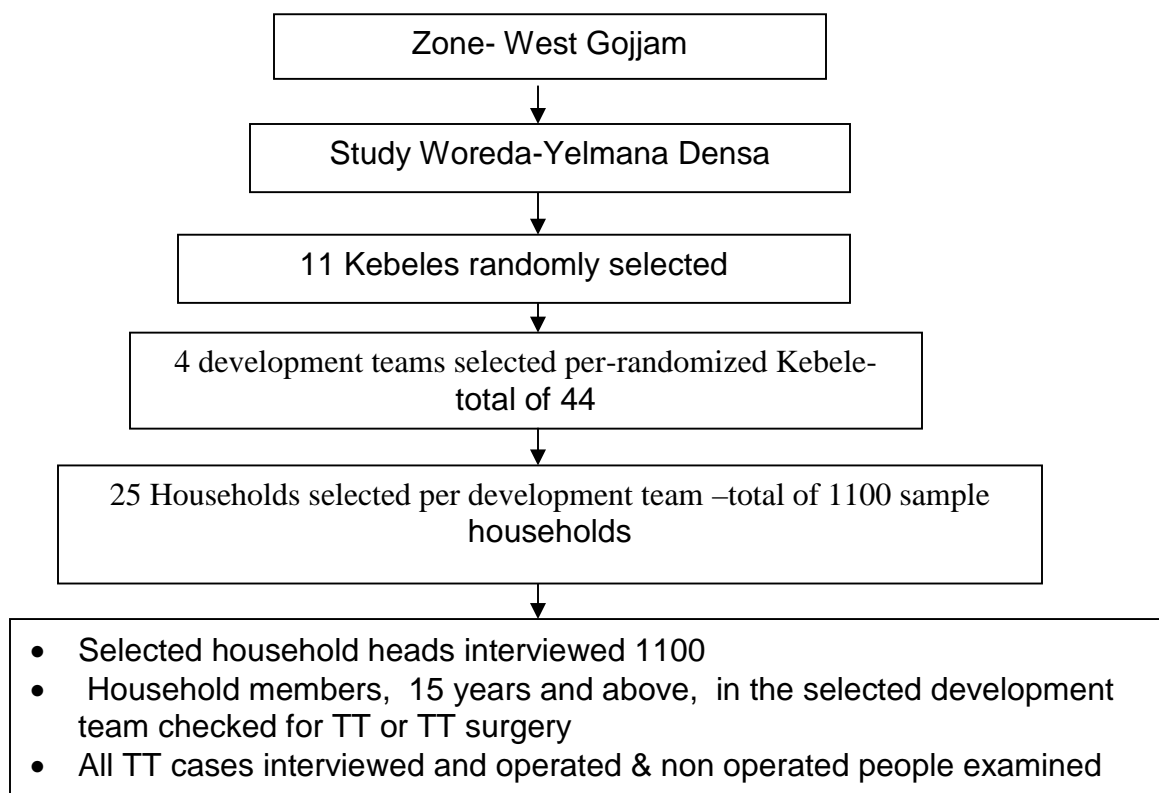 Zone- West Gojjam
Study Woreda-Yelmana Densa
11 Kebeles randomly selected
4 development teams selected per-randomized Kebele-
total of 44
25 Households selected per development team –total of 1100 sample
households
• Selected household heads interviewed 1100
• Household members, 15 years and above, in the selected development
team checked for TT or TT surgery
• All TT cases interviewed and operated & non operated people examined